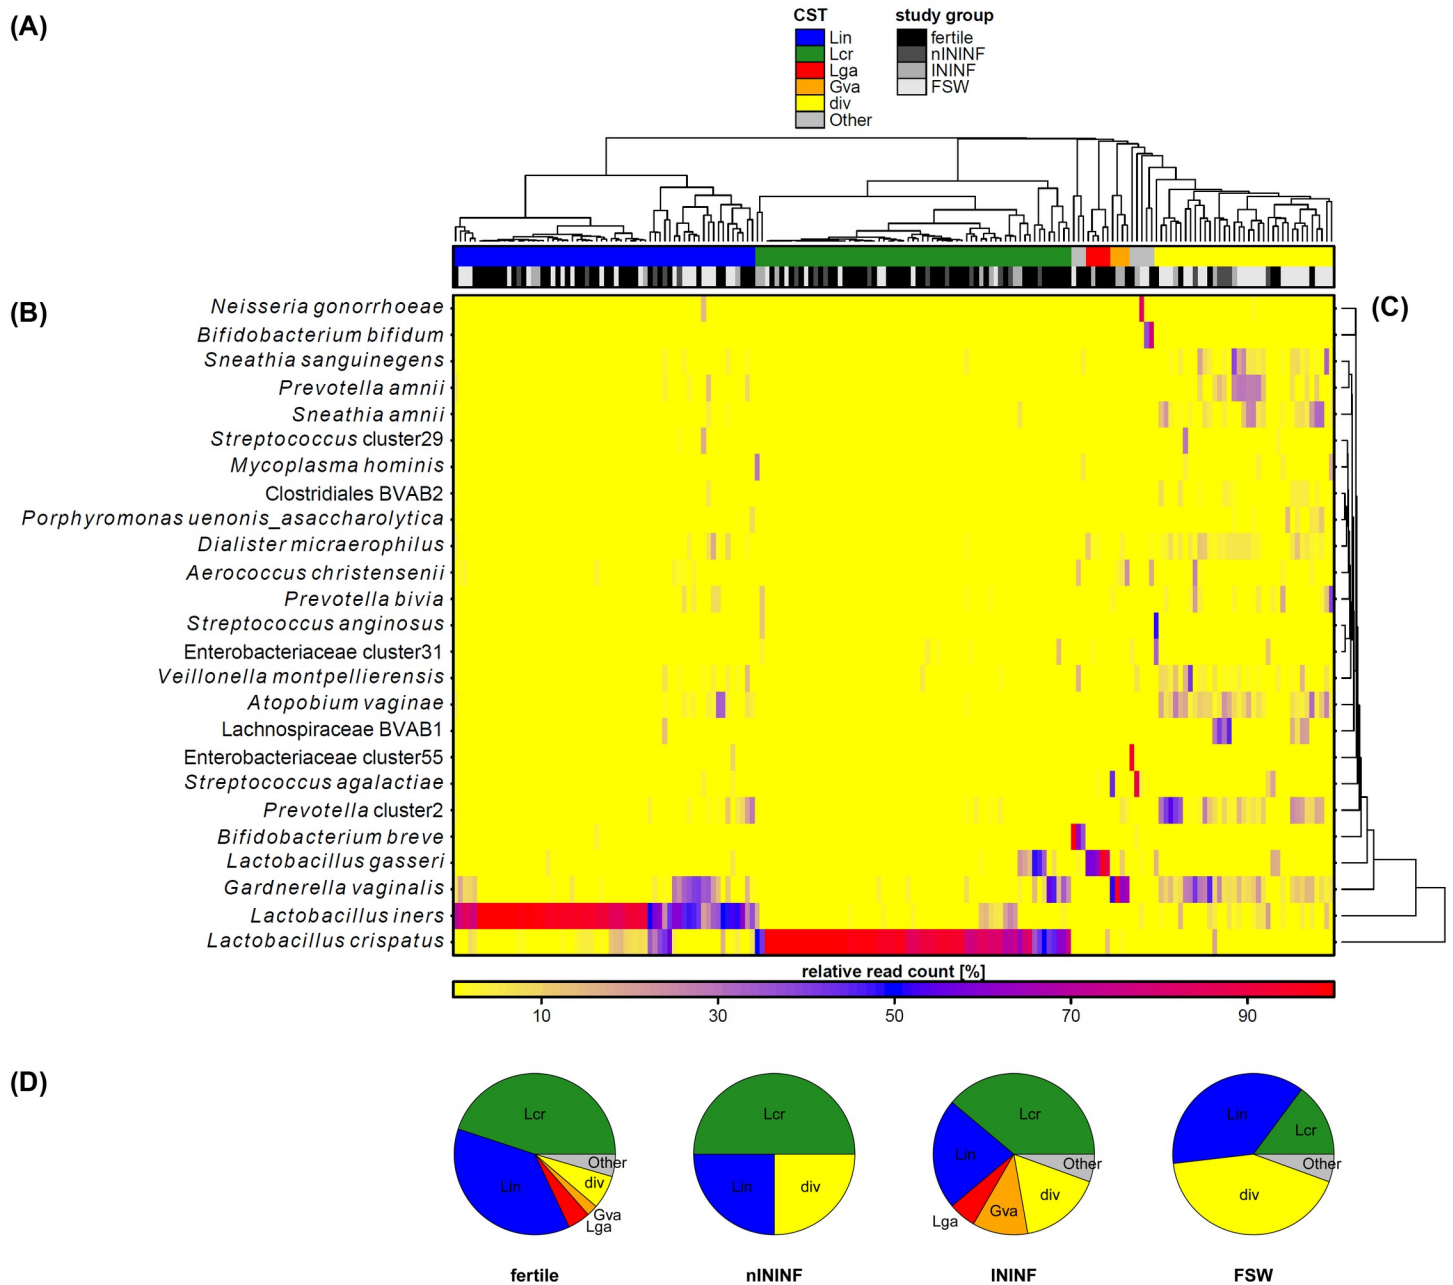 (A)
CST
Lin
Lcr
Lga
Gva
div
Other
study group
fertile
nININF
ININF
FSW
(B)
(C)
Neisseria gonorrhoeae
Bifidobacterium bifidum
Sneathia sanguinegens
Prevotella amnii
Sneathia amnii
Streptococcus cluster29
Mycoplasma hominis
Clostridiales BVAB2
Porphyromonas uenonis_asaccharolytica
Dialister micraerophilus
Aerococcus christensenii
Prevotella bivia
Streptococcus anginosus
Enterobacteriaceae cluster31
Veillonella montpellierensis
Atopobium vaginae
Lachnospiraceae BVAB1
Enterobacteriaceae cluster55
Streptococcus agalactiae
Prevotella cluster2
Bifidobacterium breve
Lactobacillus gasseri
Gardnerella vaginalis
Lactobacillus iners
Lactobacillus crispatus
relative read count [%]
10 30 50 70 90
(D)
Lcr
Lin
Lga
Gva
div
Other
fertile
Lcr
Lin
div
nININF
Lcr
Lin
Lga
Gva
div
Other
ININF
Lin
Lcr
Other
div
FSW